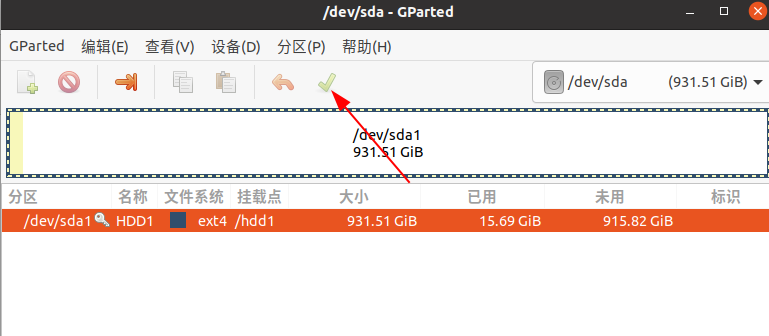 /dev/sda - GParted
GParted 编辑(E) 查看(V) 设备(D) 分区(P) 帮助(H)
/dev/sda (931.51 GiB)
/dev/sda1
931.51 GiB
分区 名称 文件系统 挂载点 大小 已用 未用 标识
/dev/sda1 HDD1 ext4 /hdd1 931.51 GiB 15.69 GiB 915.82 GiB